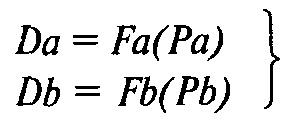 Da = Fa(Pa)
Db = Fb(Pb)